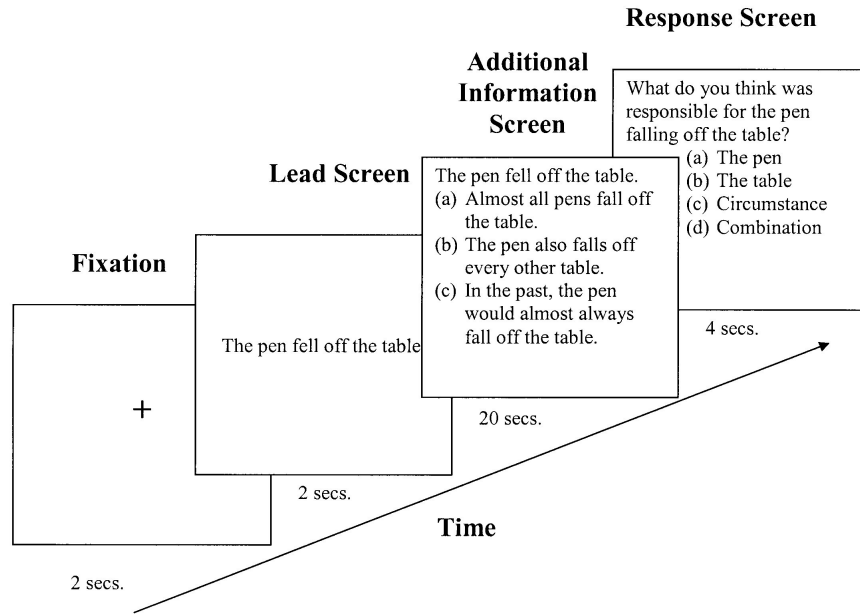 Fixation
+
2 secs.
Lead Screen
The pen fell off the table
2 secs.
Additional
Information
Screen
The pen fell off the table.
(a) Almost all pens fall off
the table.
(b) The pen also falls off
every other table.
(c) In the past, the pen
would almost always
fall off the table.
20 secs.
Response Screen
What do you think was
responsible for the pen
falling off the table?
(a) The pen
(b) The table
(c) Circumstance
(d) Combination
4 secs.
Time